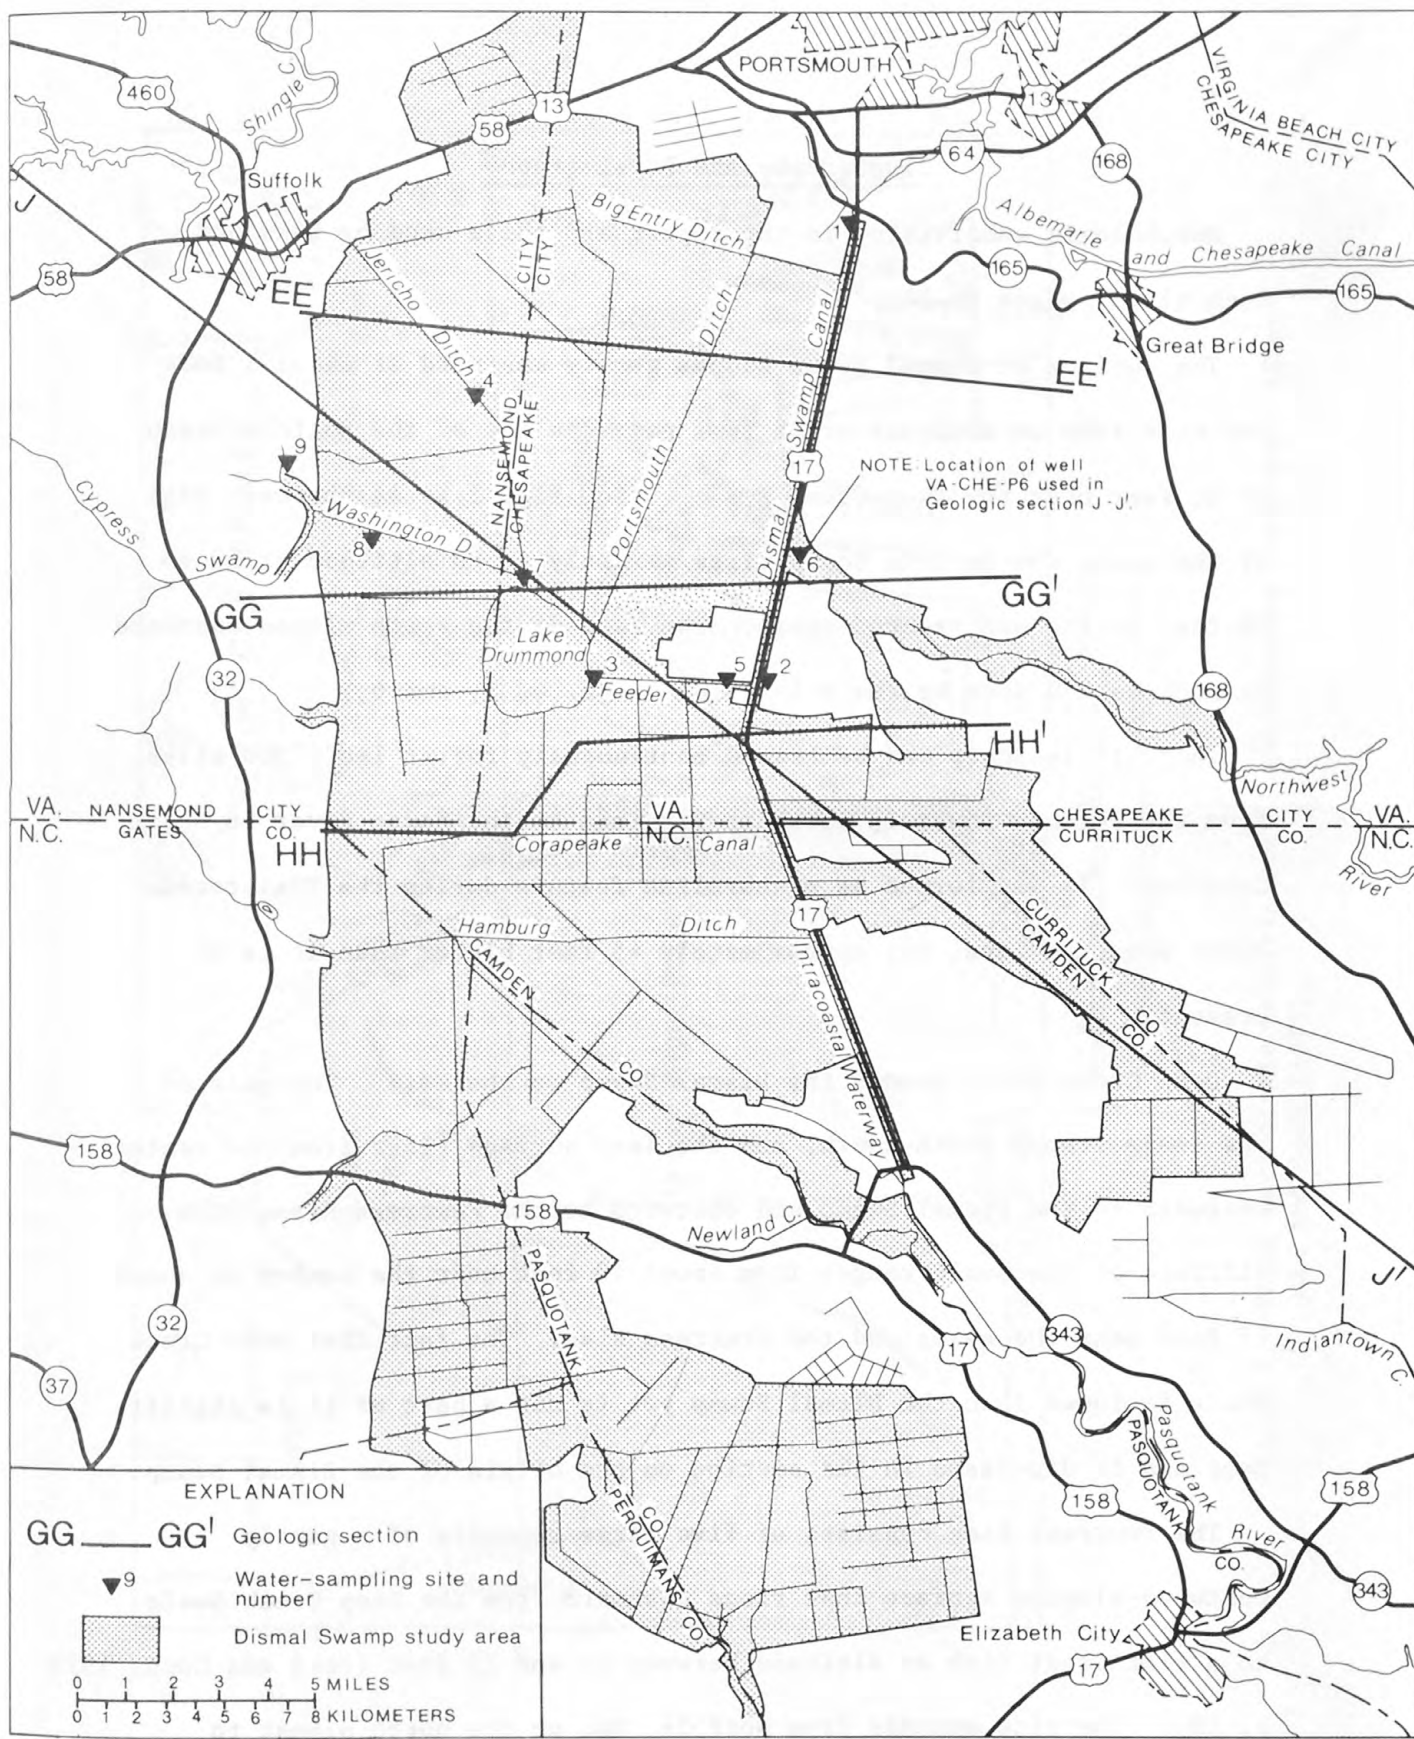 PORTSMOUTH
VIRGINIA BEACH CITY
CHESAPEAKE CITY
460
Shingle C.
13
58
13
64
168
Suffolk
J
Big Entry Ditch
1
Albemarle and Chesapeake Canal
58
Jericho Ditch
CITY
CITY
165
165
EE
EE'
Great Bridge
Portsmouth Ditch
Dismal Swamp Canal
4
NANSEMOND
CHESAPEAKE
9
17
NOTE: Location of well
VA-CHE-P6 used in
Geologic section J-J'.
Cypress Swamp
Washington D.
8
7
6
168
GG
GG'
Lake
Drummond
3
5
2
Feeder D.
32
168
HH'
Northwest River
VA.
N.C.
NANSEMOND
GATES
CITY
CO.
VA.
N.C.
CHESAPEAKE
CURRITUCK
CITY
CO.
VA.
N.C.
HH
Corapeake Canal
17
Hamburg Ditch
CAMDEN
CO.
CURRITUCK
CAMDEN
CO.
CO.
Intracoastal Waterway
158
158
Newland C.
PASQUOTANK
J'
32
17
343
Indiantown C.
37
Pasquotank River
PASQUOTANK
CO.
158
158
CO.
PERQUIMANS CO.
343
Elizabeth City
17
EXPLANATION
GG GG' Geologic section
9 Water-sampling site and
number
Dismal Swamp study area
0 1 2 3 4 5 MILES
0 1 2 3 4 5 6 7 8 KILOMETERS